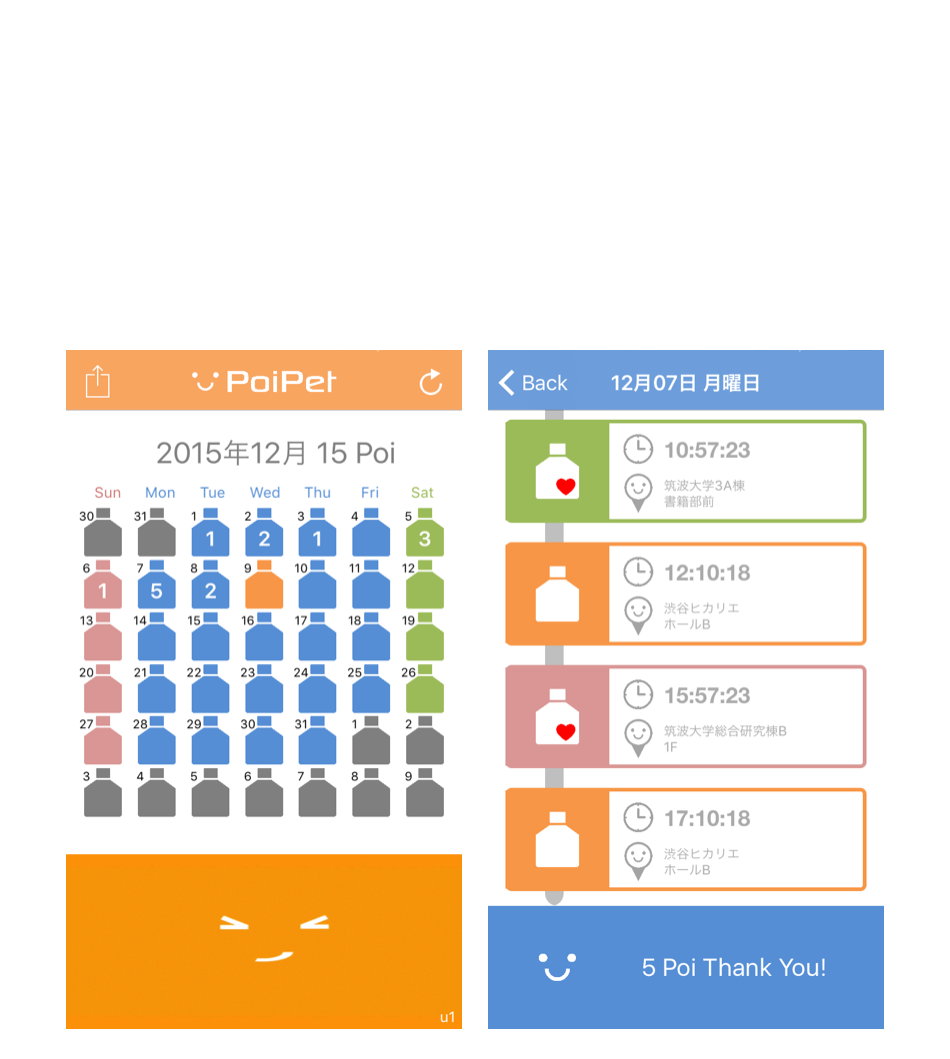 PoiPet
2015年12月 15 Poi
Sun Mon Tue Wed Thu Fri Sat
30 31 1 2 3 4 5
1 2 1 3
6 7 8 9 10 11 12
1 5 2
13 14 15 16 17 18 19
20 21 22 23 24 25 26
27 28 29 30 31 1 2
3 4 5 6 7 8 9
u1
Back 12月07日 月曜日
10:57:23
筑波大学3A棟
書籍部前
12:10:18
渋谷ヒカリエ
ホールB
15:57:23
筑波大学総合研究棟B
1F
17:10:18
渋谷ヒカリエ
ホールB
5 Poi Thank You!